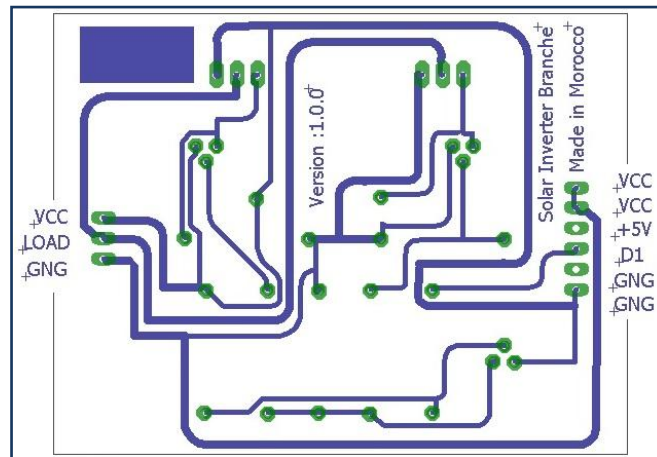 VCC
LOAD
GNG
Version :1.0.0
Solar Inverter Branche
Made in Morocco
VCC
VCC
+5V
D1
GNG
GNG